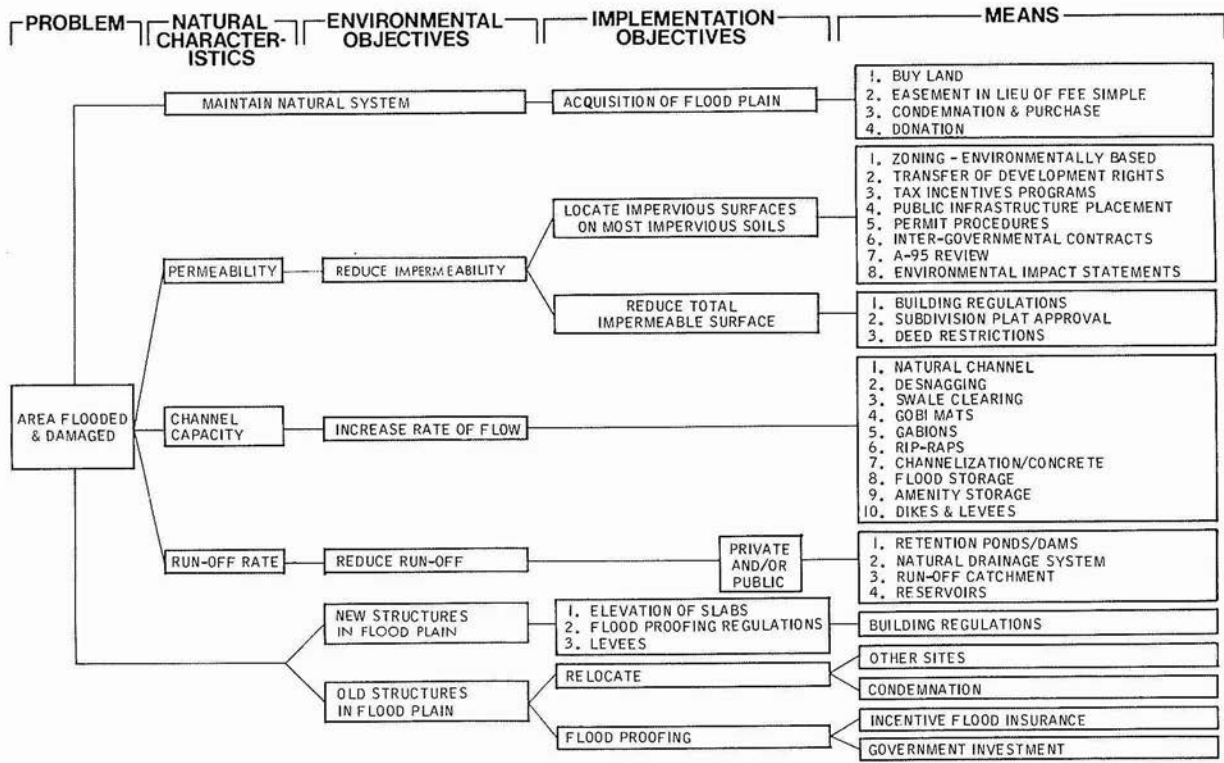 PROBLEM
NATURAL
CHARACTER-
ISTICS
ENVIRONMENTAL
OBJECTIVES
IMPLEMENTATION
OBJECTIVES
MEANS
MAINTAIN NATURAL SYSTEM
ACQUISITION OF FLOOD PLAIN
1. BUY LAND
2. EASEMENT IN LIEU OF FEE SIMPLE
3. CONDEMNATION & PURCHASE
4. DONATION
PERMEABILITY
REDUCE IMPERMEABILITY
LOCATE IMPERVIOUS SURFACES
ON MOST IMPERVIOUS SOILS
1. ZONING - ENVIRONMENTALLY BASED
2. TRANSFER OF DEVELOPMENT RIGHTS
3. TAX INCENTIVES PROGRAMS
4. PUBLIC INFRASTRUCTURE PLACEMENT
5. PERMIT PROCEDURES
6. INTER-GOVERNMENTAL CONTRACTS
7. A-95 REVIEW
8. ENVIRONMENTAL IMPACT STATEMENTS
REDUCE TOTAL
IMPERMEABLE SURFACE
1. BUILDING REGULATIONS
2. SUBDIVISION PLAT APPROVAL
3. DEED RESTRICTIONS
AREA FLOODED
& DAMAGED
CHANNEL
CAPACITY
INCREASE RATE OF FLOW
1. NATURAL CHANNEL
2. DESNAGGING
3. SWALE CLEARING
4. GOBI MATS
5. GABIONS
6. RIP-RAPS
7. CHANNELIZATION/CONCRETE
8. FLOOD STORAGE
9. AMENITY STORAGE
10. DIKES & LEVEES
RUN-OFF RATE
REDUCE RUN-OFF
PRIVATE
AND/OR
PUBLIC
1. RETENTION PONDS/DAMS
2. NATURAL DRAINAGE SYSTEM
3. RUN-OFF CATCHMENT
4. RESERVOIRS
NEW STRUCTURES
IN FLOOD PLAIN
1. ELEVATION OF SLABS
2. FLOOD PROOFING REGULATIONS
3. LEVEES
BUILDING REGULATIONS
OLD STRUCTURES
IN FLOOD PLAIN
RELOCATE
OTHER SITES
CONDEMNATION
FLOOD PROOFING
INCENTIVE FLOOD INSURANCE
GOVERNMENT INVESTMENT